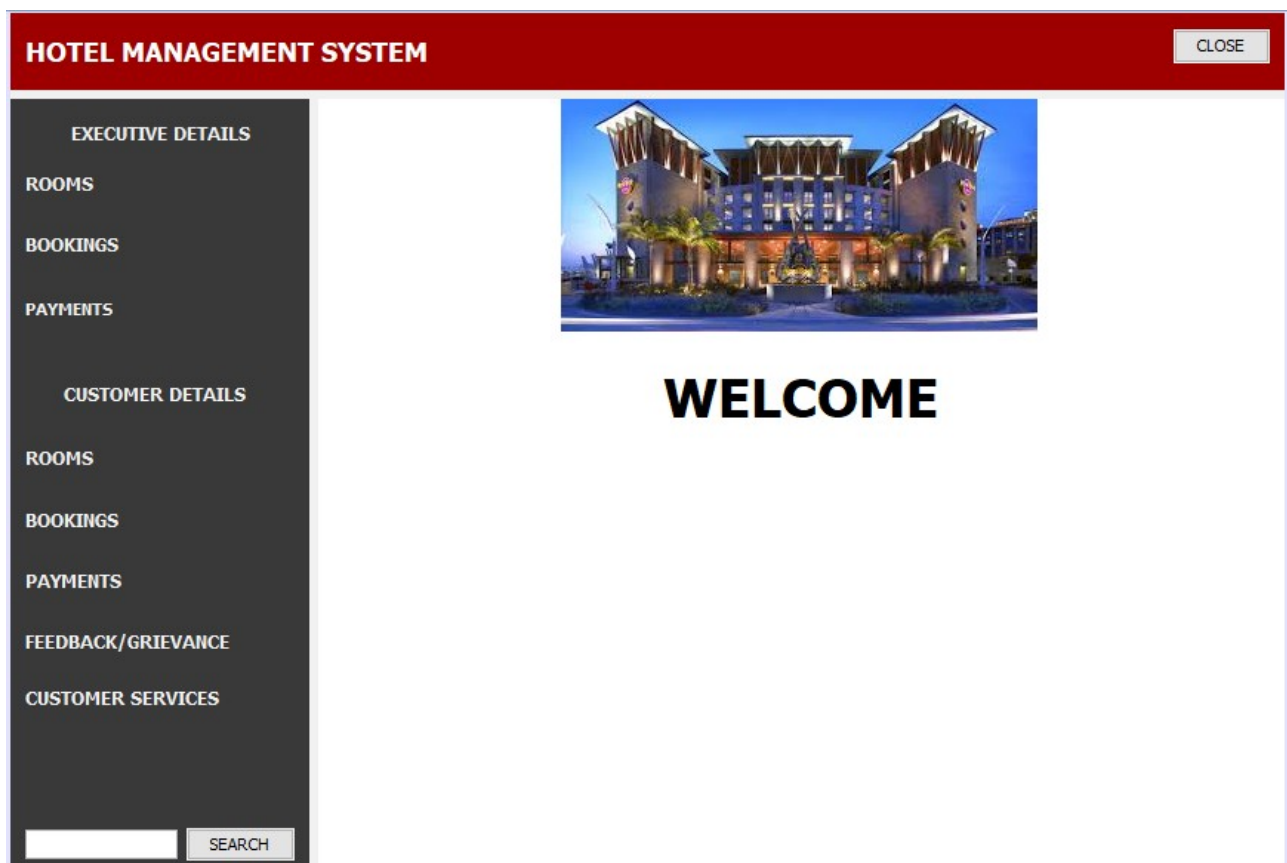 HOTEL MANAGEMENT SYSTEM
CLOSE
EXECUTIVE DETAILS
ROOMS
BOOKINGS
PAYMENTS
CUSTOMER DETAILS
ROOMS
BOOKINGS
PAYMENTS
FEEDBACK/GRIEVANCE
CUSTOMER SERVICES
SEARCH
WELCOME